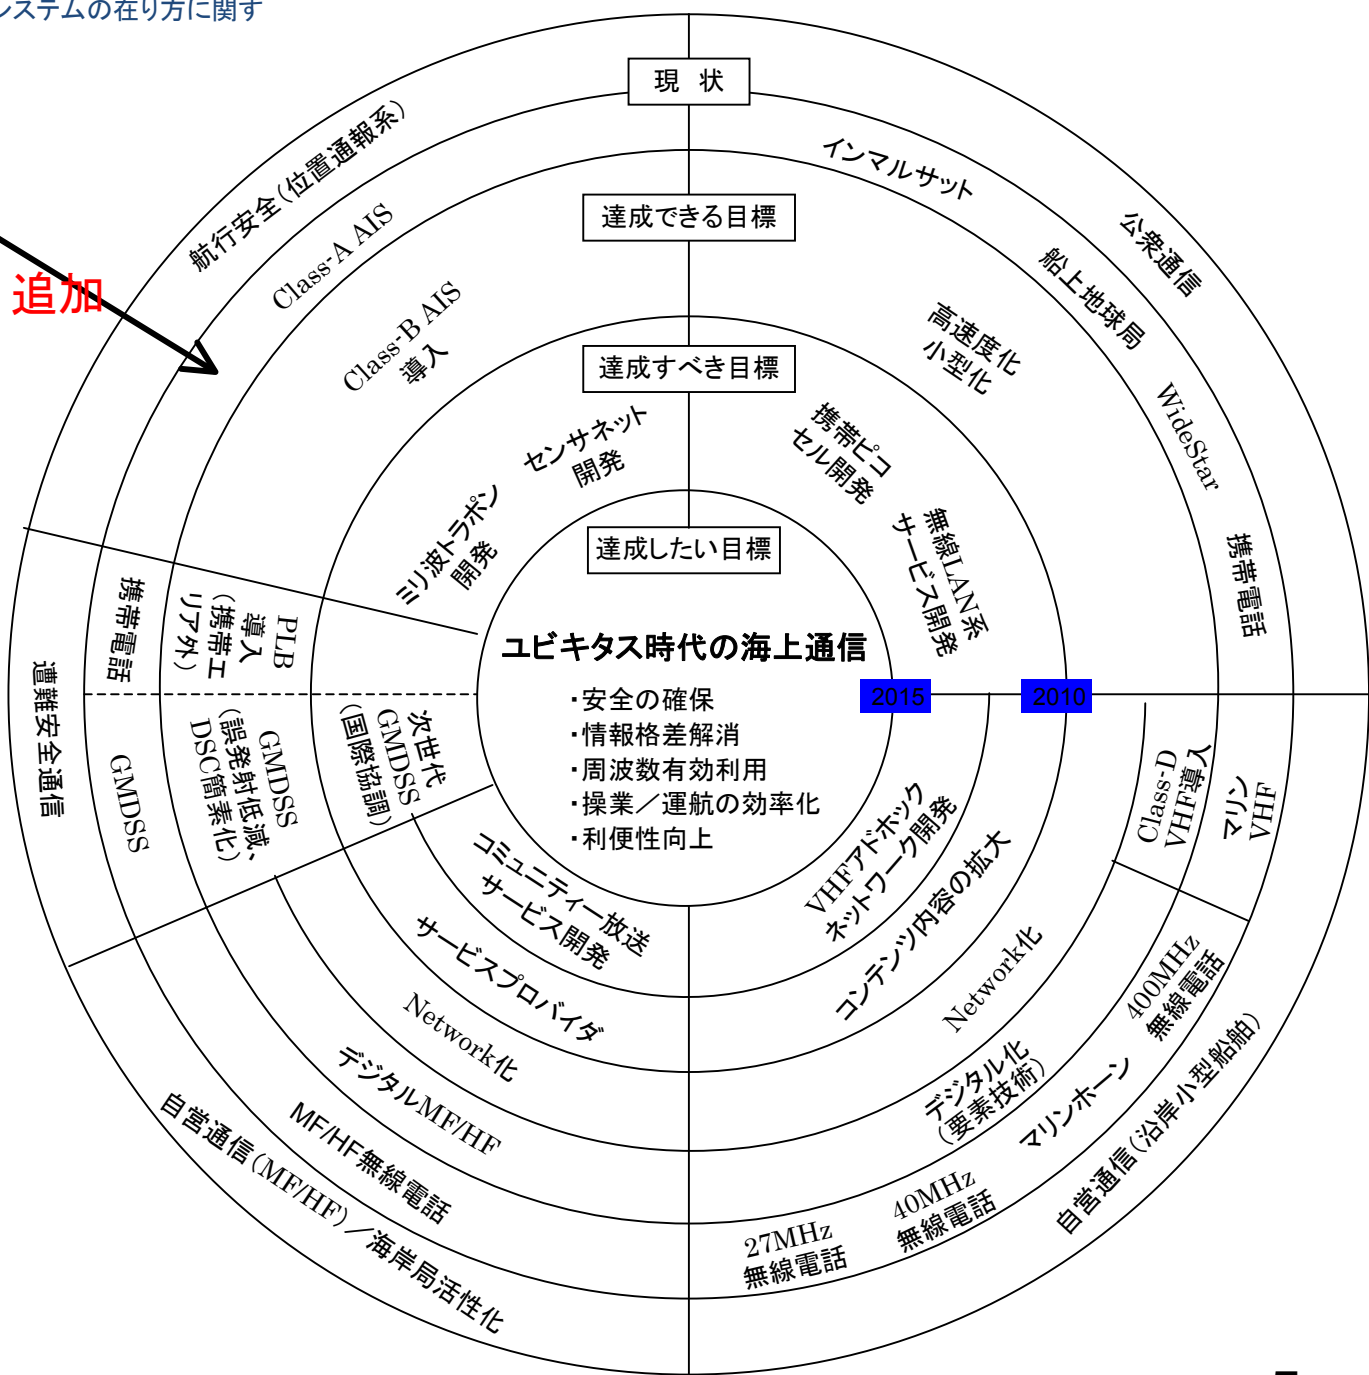 システムの在り方に関す
現 状
達成できる目標
達成すべき目標
達成したい目標
追加
航行安全(位置通報系)
Class-A AIS
Class-B AIS
導入
センサネット
開発
ミリ波トラポン
開発
公衆通信
インマルサット
船上地球局
WideStar
携帯電話
高速度化
小型化
携帯ピコ
セル開発
無線LAN系
サービス開発
遭難安全通信
携帯電話
PLB
導入
(携帯エ
リア外)
GMDSS
GMDSS
(誤発射低減、
DSC簡素化)
次世代
GMDSS
(国際協調)
ユビキタス時代の海上通信
・安全の確保
・情報格差解消
・周波数有効利用
・操業/運航の効率化
・利便性向上
2015
2010
マリン
VHF
Class-D
VHF導入
VHFアドホック
ネットワーク開発
コンテンツ内容の拡大
Network化
デジタル化
(要素技術)
400MHz
無線電話
マリンホーン
40MHz
無線電話
27MHz
無線電話
自営通信(沿岸小型船舶)
コミュニティー放送
サービス開発
サービスプロバイダ
Network化
デジタルMF/HF
MF/HF無線電話
自営通信(MF/HF)/海岸局活性化